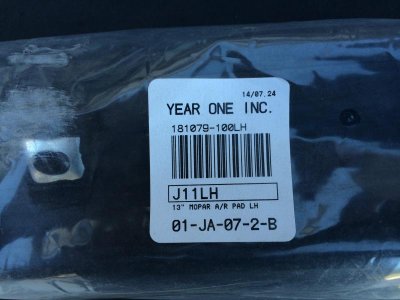 14/07.24
YEAR ONE INC.
181079-100LH
J11LH
13" MOPAR A/R PAD LH
01-JA-07-2-B